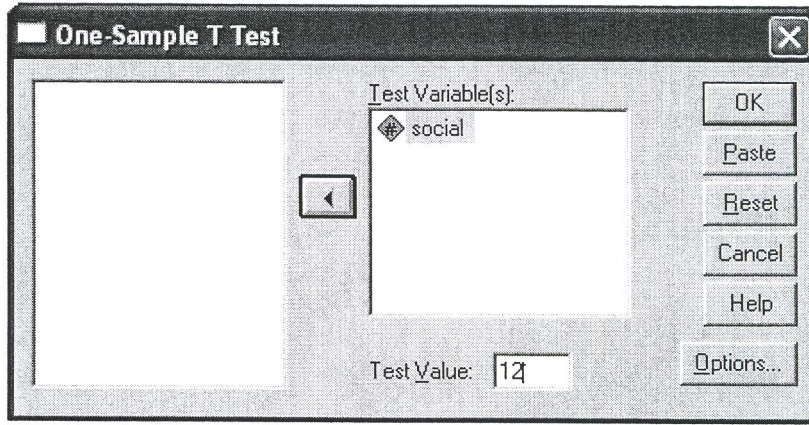 One-Sample T Test
Test Variable(s):
# social
OK
Paste
Reset
Cancel
Help
Test Value: 12
Options...